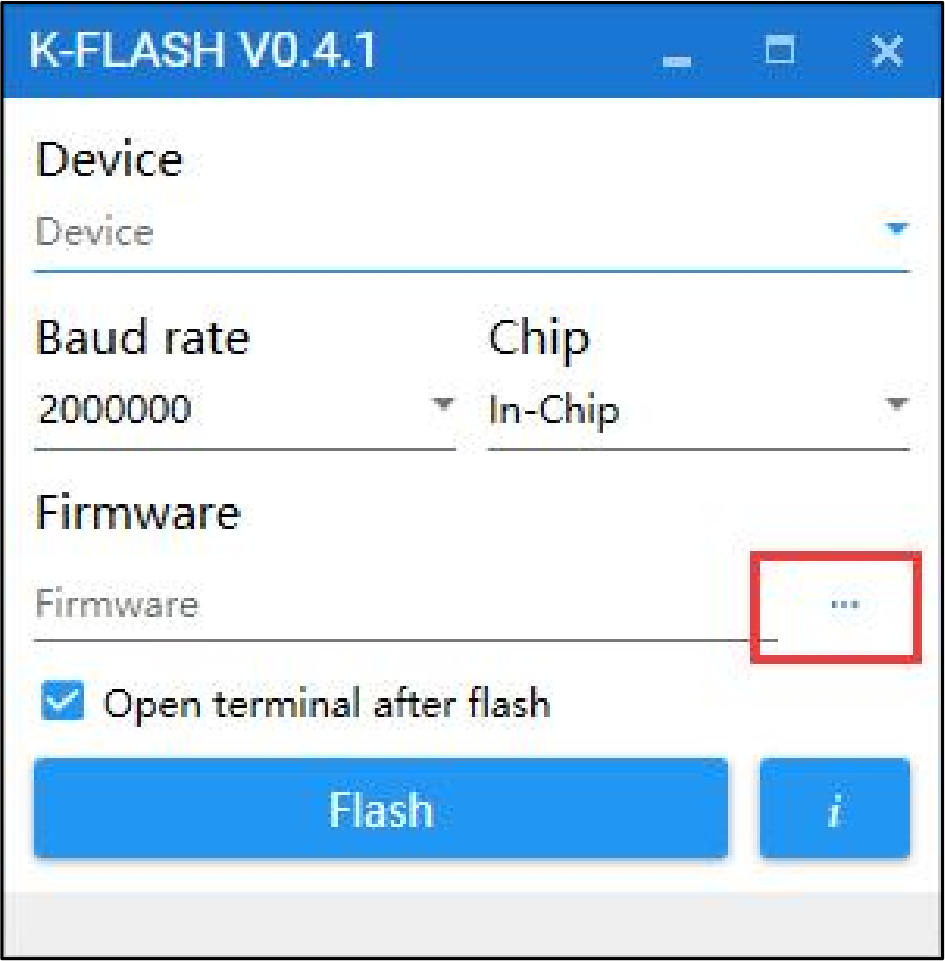 K-FLASH V0.4.1
Device
Device
Baud rate Chip
2000000 In-Chip
Firmware
Firmware ...
Open terminal after flash
Flash i